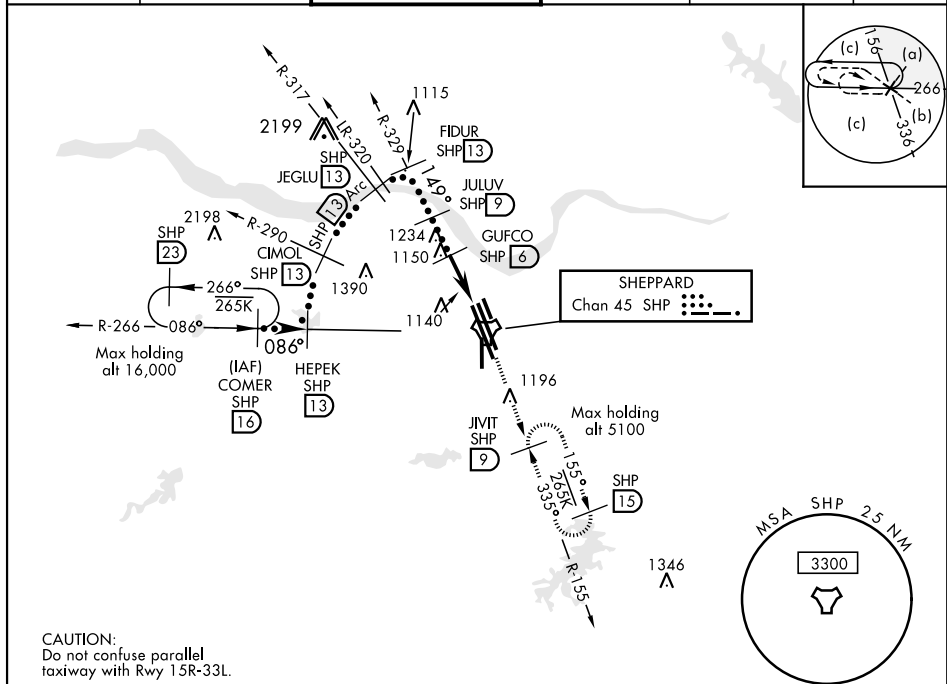 R-317
LR-320
R-329
1115
2199
FIDUR
SHP 13
SHP
JEGLU 13
149°
JULUV
SHP 9
SHP 13 Arc
2198
R-290
1234
1150
GUFCO
SHP 6
SHP
23
CIMOL
SHP 13
1390
266°
265K
1140
R-266
086°
086°
Max holding
alt 16,000
(IAF)
COMER
SHP
16
HEPEK
SHP
13
SHEPPARD
Chan 45 SHP
1196
Max holding
alt 5100
JIVIT
SHP
9
155°
265K
335°
SHP
15
R-155
1346
(c)
156
(a)
266
(b)
(c)
336
MSA SHP 25 NM
3300
CAUTION:
Do not confuse parallel
taxiway with Rwy 15R-33L.